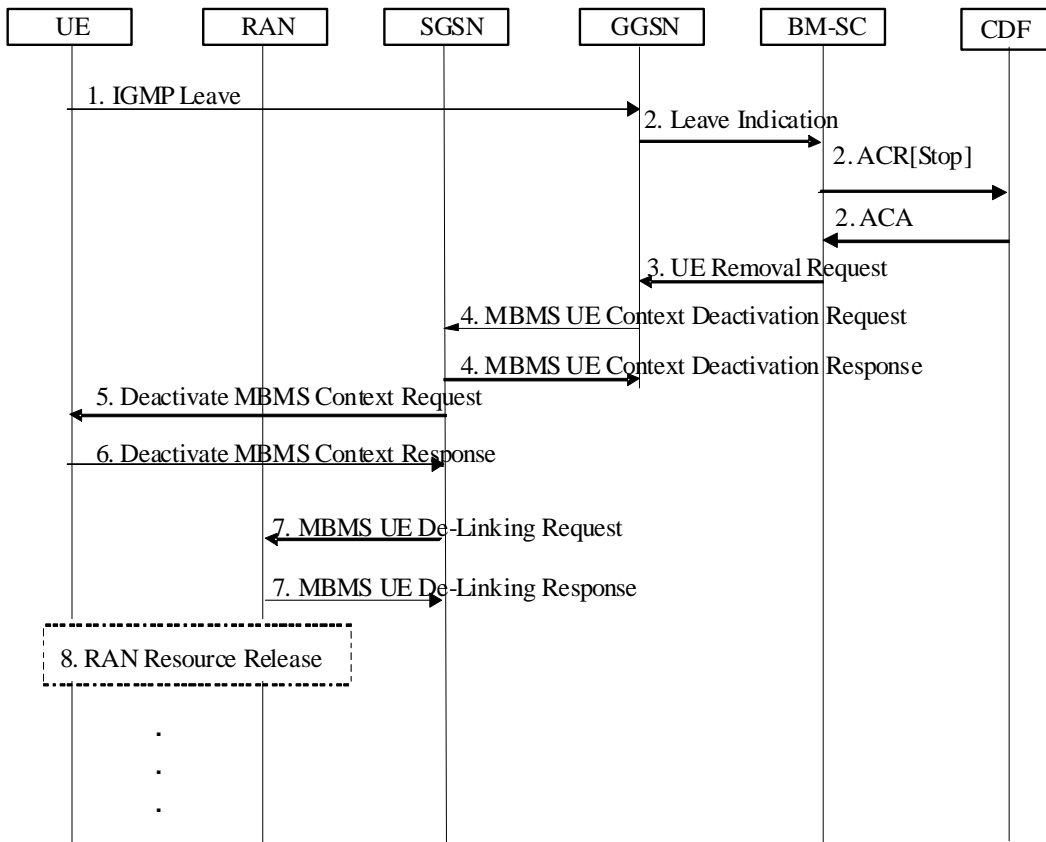 UE RAN SGSN GGSN BM-SC CDF
1. IGMP Leave
2. Leave Indication
2. ACR[Stop]
2. ACA
3. UE Removal Request
4. MBMS UE Context Deactivation Request
4. MBMS UE Context Deactivation Response
5. Deactivate MBMS Context Request
6. Deactivate MBMS Context Response
7. MBMS UE De-Linking Request
7. MBMS UE De-Linking Response
8. RAN Resource Release
.
.
.